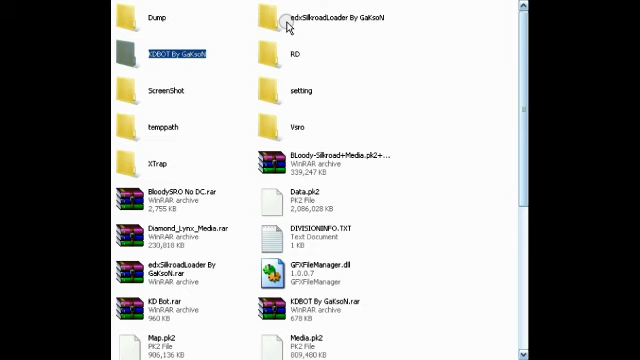 Dump
edxSilkroadLoader By GaKsoN
KDBOT By GaKsoN
RD
ScreenShot
setting
temppath
Vsro
XTrap
BLoody-Silkroad+Media.pk2+...
WinRAR archive
339,247 KB
BloodySRO No DC.rar
WinRAR archive
2,755 KB
Data.pk2
PK2 File
2,086,028 KB
Diamond_Lynx_Media.rar
WinRAR archive
230,818 KB
DIVISIONINFO.TXT
Text Document
1 KB
edxSilkroadLoader By
GaKsoN.rar
WinRAR archive
GFXFileManager.dll
1.0.0.7
GFXFileManager
KD Bot.rar
WinRAR archive
960 KB
KDBOT By GaKsoN.rar
WinRAR archive
678 KB
Map.pk2
PK2 File
906,136 KB
Media.pk2
PK2 File
809,480 KB